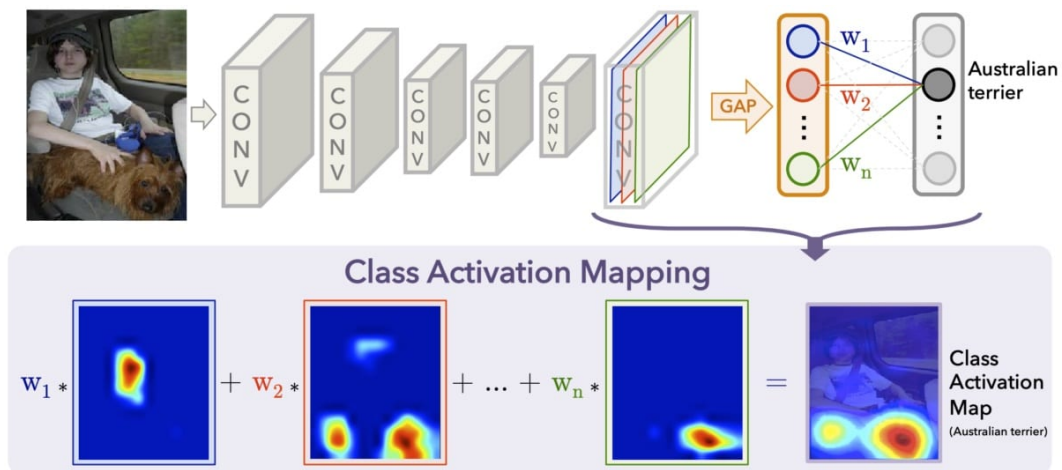 CONV
CONV
CONV
CONV
CONV
CONV
GAP
w1
w2
wn
Australian
terrier
Class Activation Mapping
w1 * + w2 * + ... + wn * =
Class
Activation
Map
(Australian terrier)